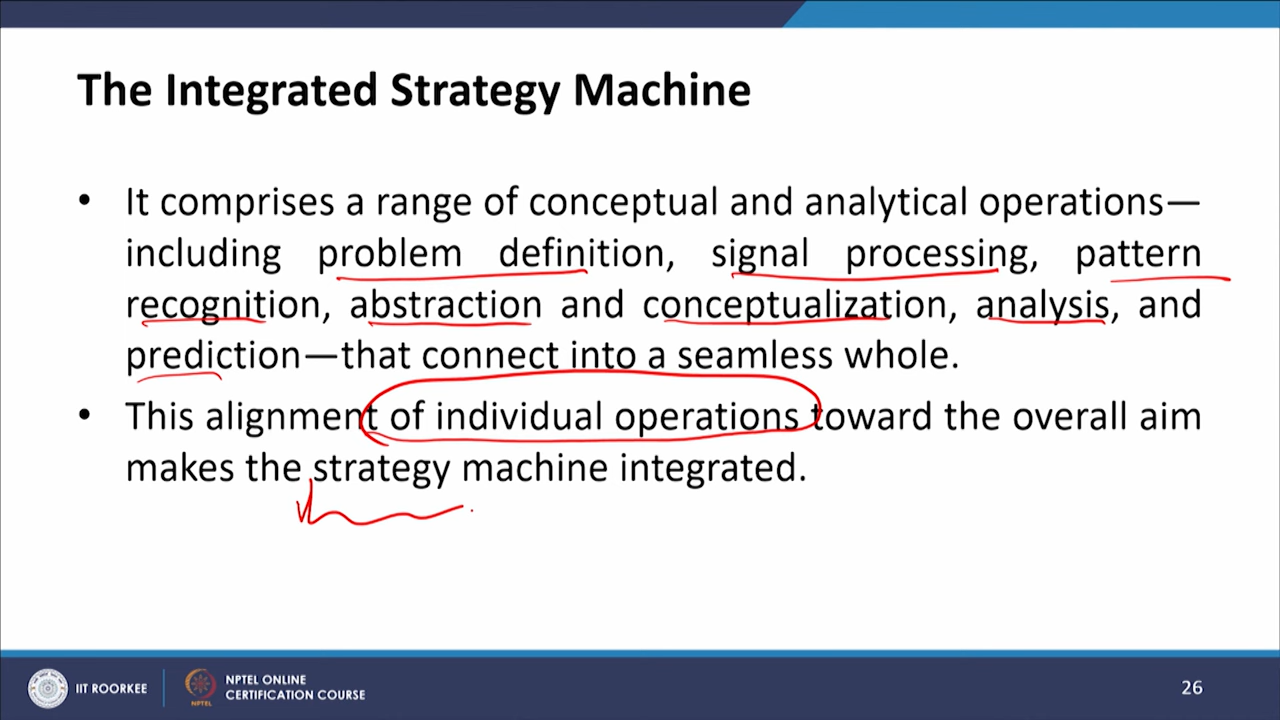 The Integrated Strategy Machine
• It comprises a range of conceptual and analytical operations—
including problem definition, signal processing, pattern
recognition, abstraction and conceptualization, analysis, and
prediction—that connect into a seamless whole.
• This alignment of individual operations toward the overall aim
makes the strategy machine integrated.
IIT ROORKEE
NPTEL ONLINE
CERTIFICATION COURSE
NPTEL
26